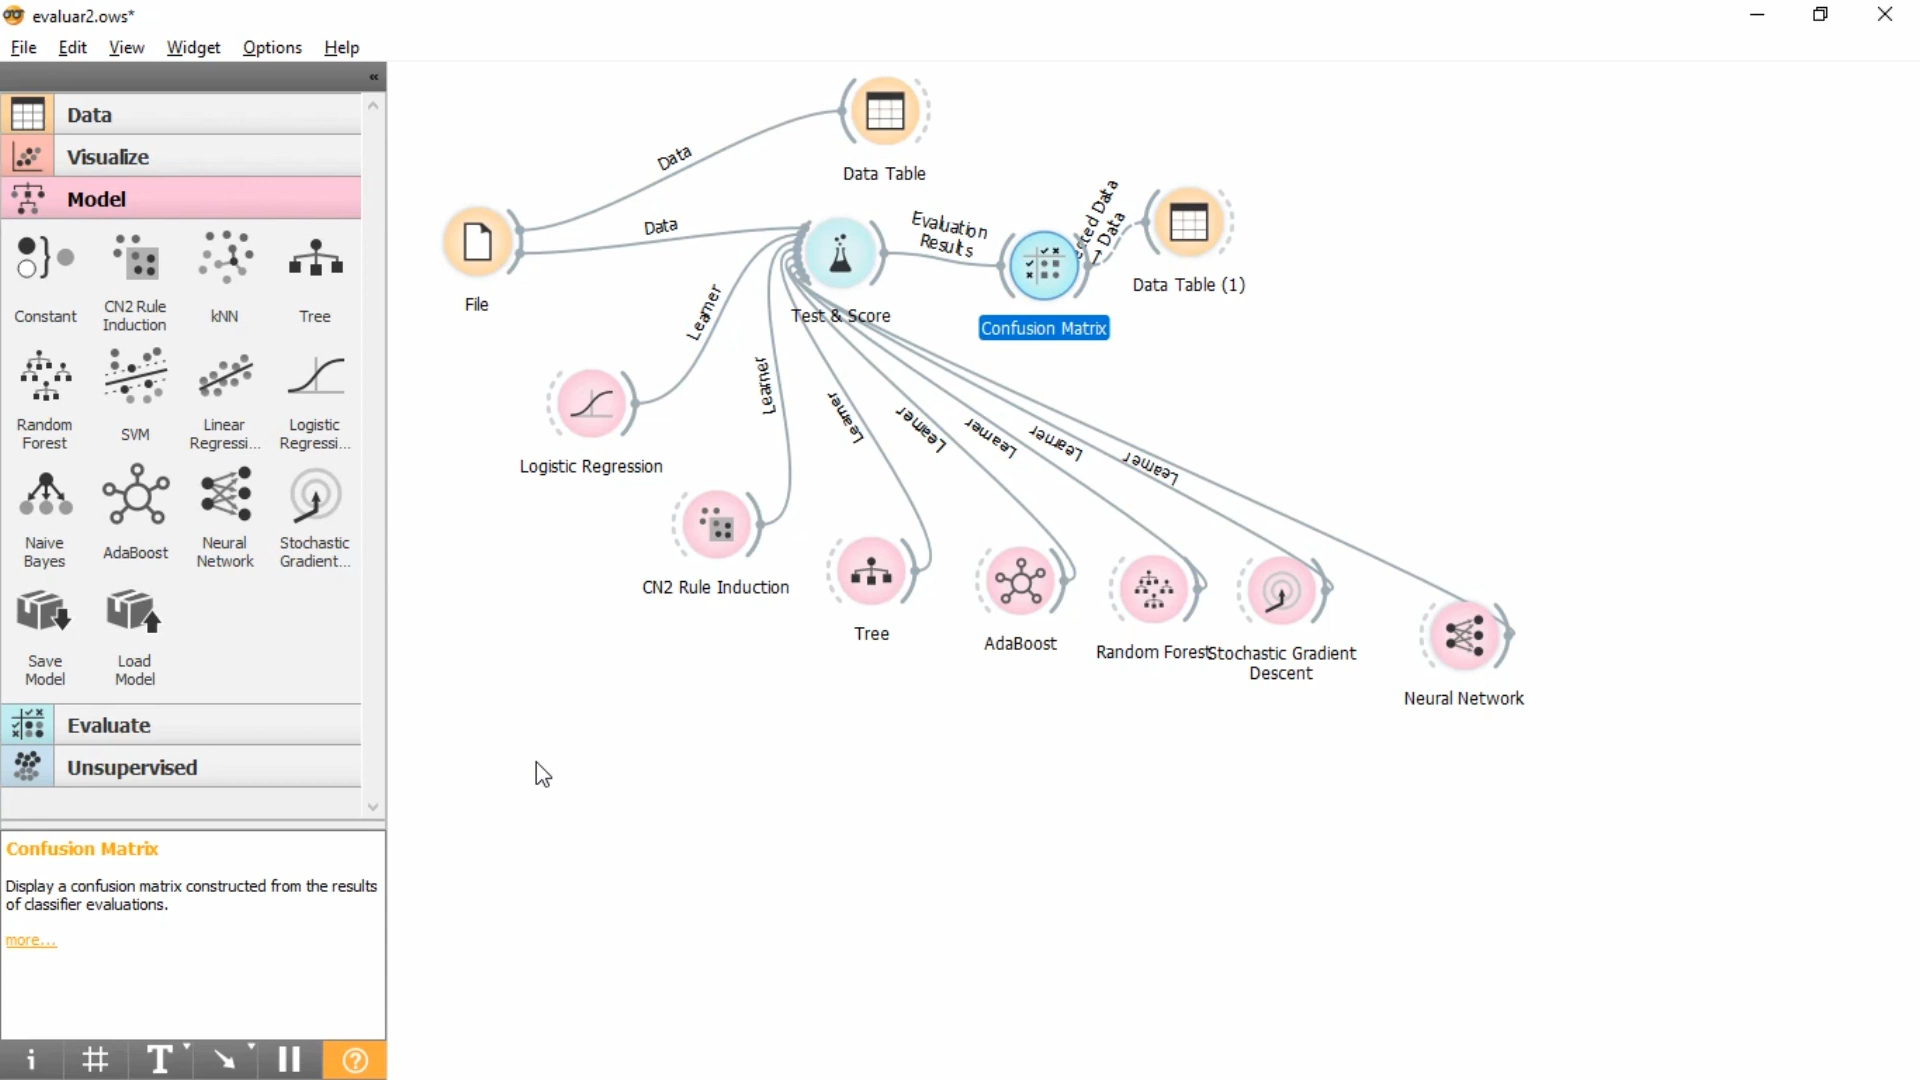 evaluar2.ows*
File Edit View Widget Options Help
«
Data
Visualize
Model
Constant
CN2 Rule
Induction
kNN
Tree
Random
Forest
SVM
Linear
Regressi...
Logistic
Regressi...
Naive
Bayes
AdaBoost
Neural
Network
Stochastic
Gradient...
Save
Model
Load
Model
Evaluate
Unsupervised
Confusion Matrix
Display a confusion matrix constructed from the results
of classifier evaluations.
more...
Data
Data Table
Data
File
Evaluation
Results
Test & Score
ected Data
→ Data
Data Table (1)
Confusion Matrix
Learner
Learner
Learner
Learner
Learner
Learner
Learner
Logistic Regression
CN2 Rule Induction
Tree
AdaBoost
Random Forest
Stochastic Gradient
Descent
Neural Network